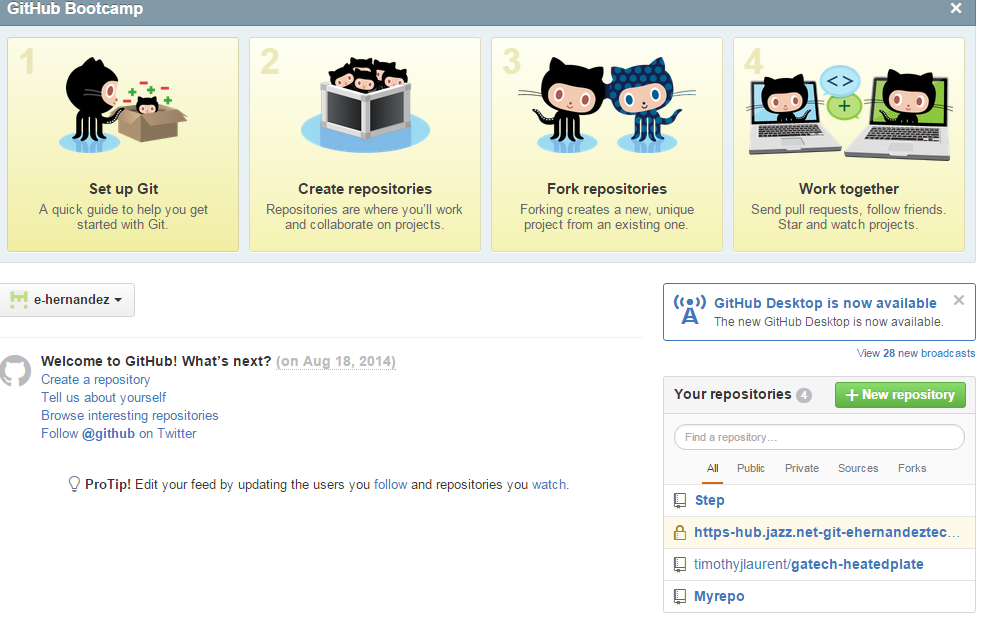 GitHub Bootcamp
1
Set up Git
A quick guide to help you get
started with Git.
2
Create repositories
Repositories are where you'll work
and collaborate on projects.
3
Fork repositories
Forking creates a new, unique
project from an existing one.
4
Work together
Send pull requests, follow friends.
Star and watch projects.
e-hernandez
Welcome to GitHub! What's next? (on Aug 18, 2014)
Create a repository
Tell us about yourself
Browse interesting repositories
Follow @github on Twitter
ProTip! Edit your feed by updating the users you follow and repositories you watch.
GitHub Desktop is now available
The new GitHub Desktop is now available.
View 28 new broadcasts
Your repositories 4
New repository
Find a repository…
All Public Private Sources Forks
Step
https-hub.jazz.net-git-ehernandeztec…
timothyjlaurent/gatech-heatedplate
Myrepo